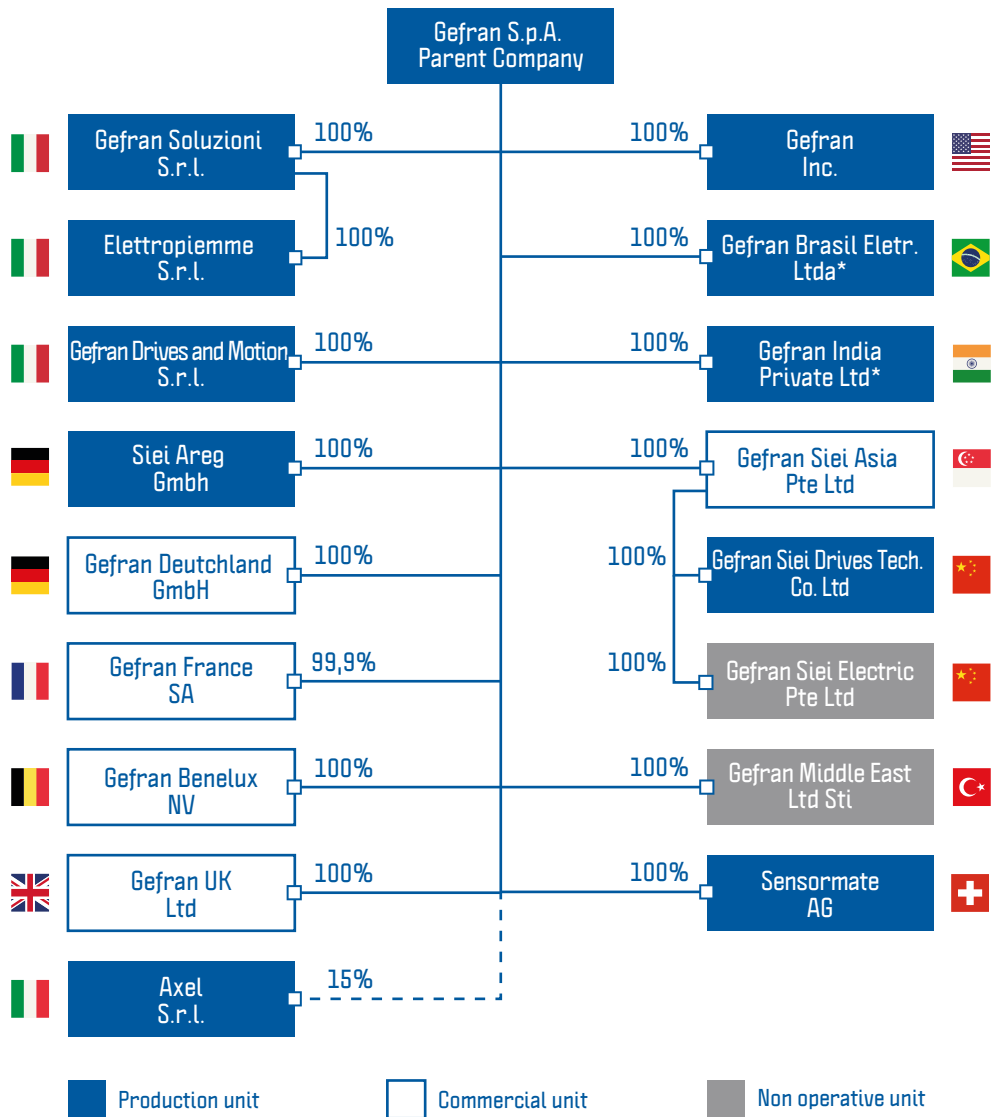 Gefran S.p.A.
Parent Company
Gefran Soluzioni
S.r.l.
100%
100%
Gefran
Inc.
Elettropiemme
S.r.l.
100%
100%
Gefran Brasil Eletr.
Ltda*
Gefran Drives and Motion
S.r.l.
100%
100%
Gefran India
Private Ltd*
Siei Areg
Gmbh
100%
100%
Gefran Siei Asia
Pte Ltd
Gefran Deutchland
GmbH
100%
100%
Gefran Siei Drives Tech.
Co. Ltd
Gefran France
SA
99,9%
100%
Gefran Siei Electric
Pte Ltd
Gefran Benelux
NV
100%
100%
Gefran Middle East
Ltd Sti
Gefran UK
Ltd
100%
100%
Sensormate
AG
Axel
S.r.l.
15%
Production unit
Commercial unit
Non operative unit